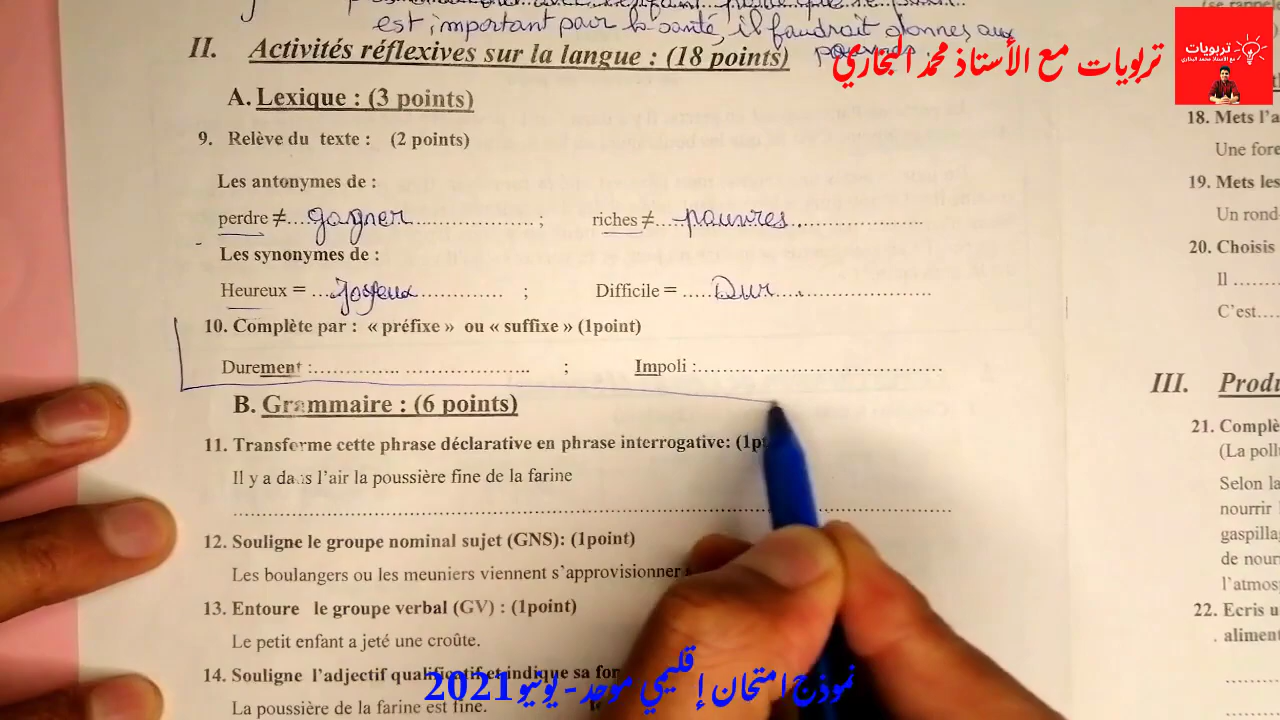 est important pour la santé, il faudrait donner aux
pauvres.
II. Activités réflexives sur la langue : (18 points)
تربويات مع الأستاذ محمد البخاري
تربويات
مع الأستاذ محمد البخاري
A. Lexique : (3 points)
9. Relève du texte : (2 points)
Les antonymes de :
perdre ≠ ... gagner .................... ; riches ≠ ..... pauvres .....................
Les synonymes de :
Heureux = ... Joyeux .............. ; Difficile = ..... Dur ..........................
10. Complète par : « préfixe » ou « suffixe » (1point)
Durement :.................................. ; Impoli :.........................................
B. Grammaire : (6 points)
11. Transforme cette phrase déclarative en phrase interrogative: (1pt
Il y a dans l’air la poussière fine de la farine
12. Souligne le groupe nominal sujet (GNS): (1point)
Les boulangers ou les meuniers viennent s’approvisionner
13. Entoure le groupe verbal (GV) : (1point)
Le petit enfant a jeté une croûte.
14. Souligne l’adjectif qualificatif et indique sa for
La poussière de la farine est fine.
نموذج امتحان إقليمي موحد - يونيو 2021
18. Mets l’a
Une fore
19. Mets les
Un rond-
20. Choisis
Il ....
C’est....
III. Produ
21. Complè
(La poll
Selon la
nourrir
gaspilla
de nour
l’atmos
22. Ecris u
aliment